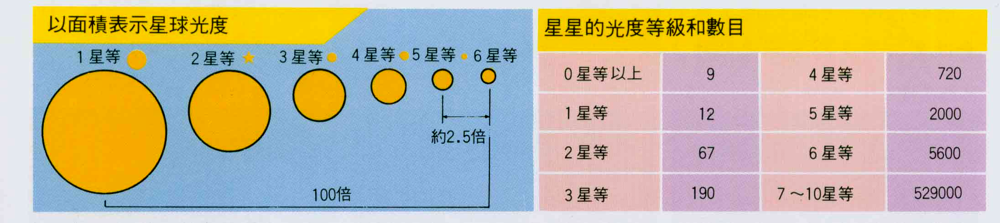 以面積表示星球光度
1星等 2星等 3星等 4星等 5星等 6星等
約2.5倍
100倍
星星的光度等級和數目
0星等以上 9 4星等 720
1星等 12 5星等 2000
2星等 67 6星等 5600
3星等 190 7～10星等 529000